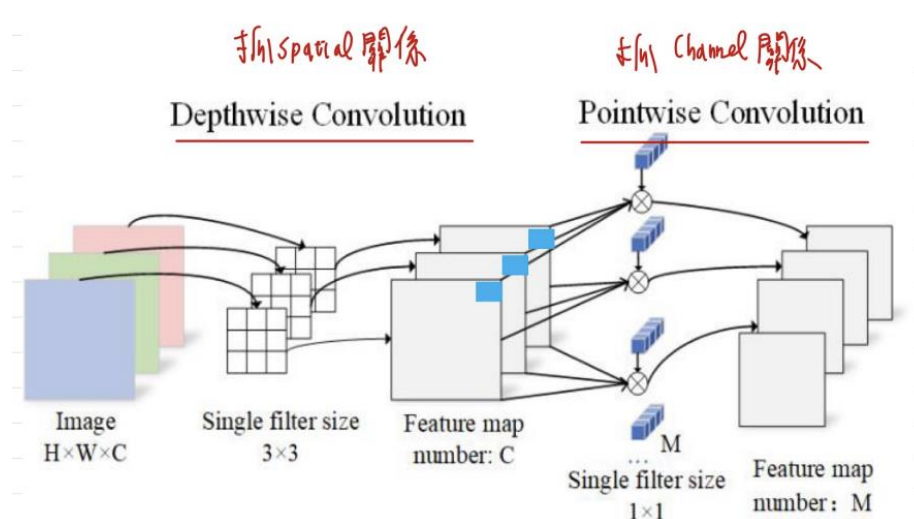 抓spatial 關係
抓 Channel 關係
Depthwise Convolution
Pointwise Convolution
Image
H×W×C
Single filter size
3×3
Feature map
number: C
... M
Single filter size
1×1
Feature map
number：M